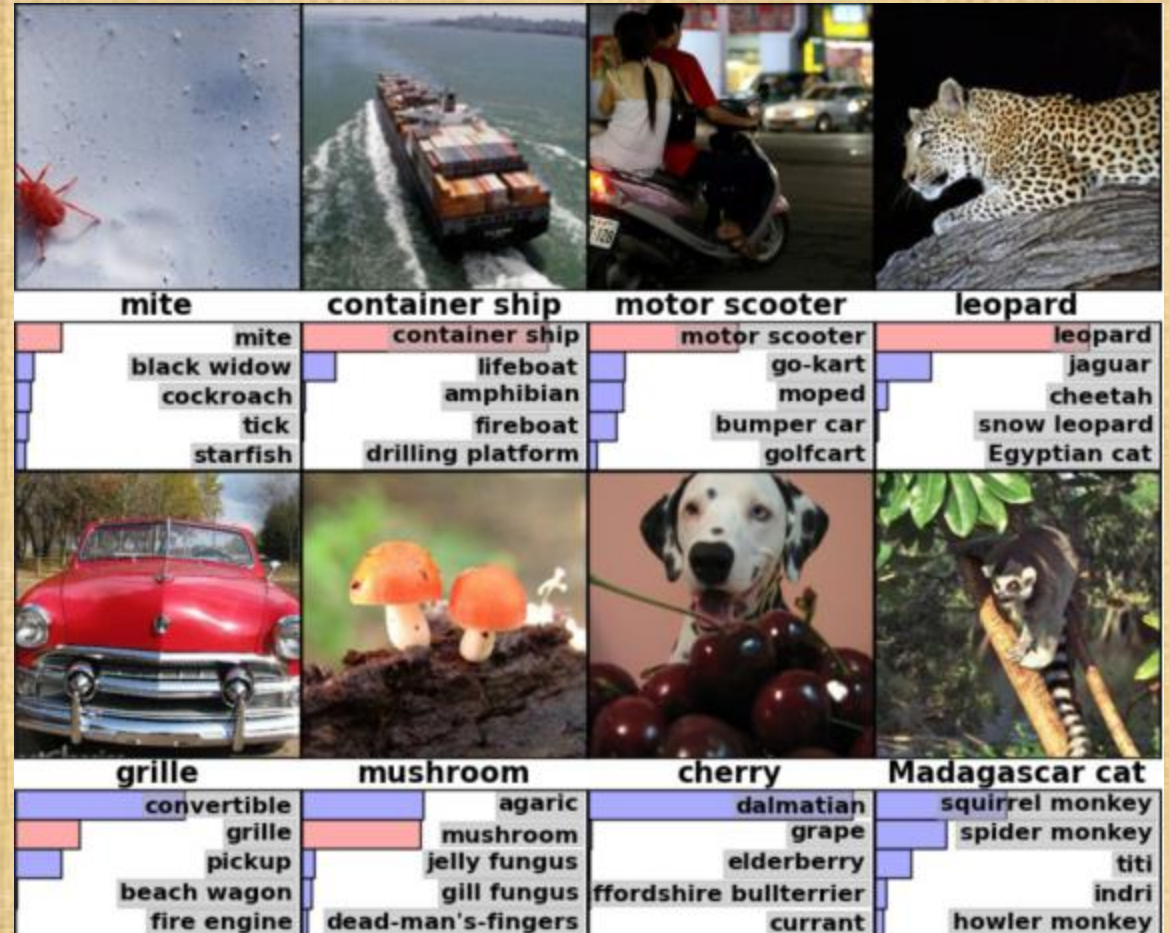 mite
container ship
motor scooter
leopard
mite
black widow
cockroach
tick
starfish
container ship
lifeboat
amphibian
fireboat
drilling platform
motor scooter
go-kart
moped
bumper car
golfcart
leopard
jaguar
cheetah
snow leopard
Egyptian cat
grille
mushroom
cherry
Madagascar cat
convertible
grille
pickup
beach wagon
fire engine
agaric
mushroom
jelly fungus
gill fungus
dead-man's-fingers
dalmatian
grape
elderberry
ffordshire bullterrier
currant
squirrel monkey
spider monkey
titi
indri
howler monkey